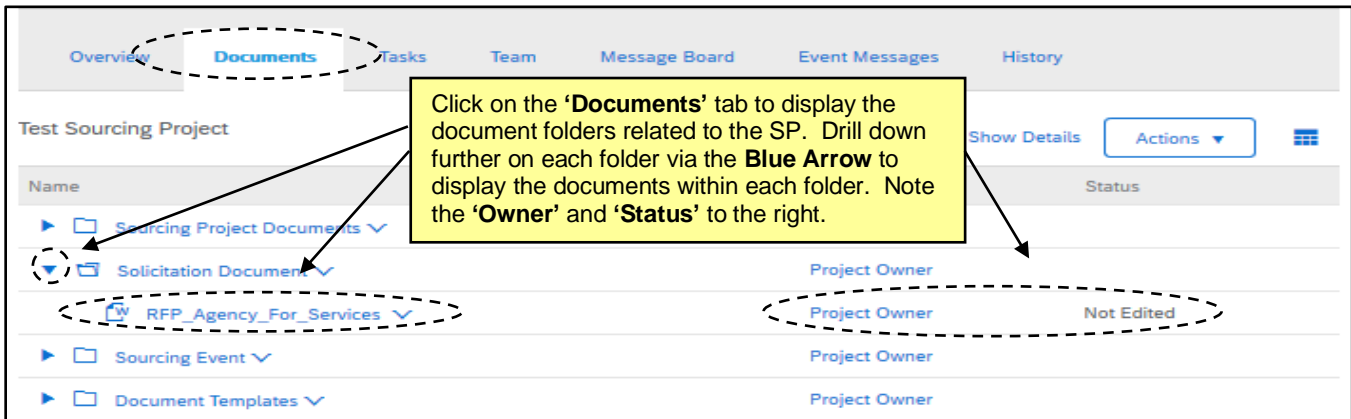 Overview Documents Tasks Team Message Board Event Messages History
Click on the ‘Documents’ tab to display the
document folders related to the SP. Drill down
further on each folder via the Blue Arrow to
display the documents within each folder. Note
the ‘Owner’ and ‘Status’ to the right.
Test Sourcing Project Show Details Actions ▼
Name Status
Sourcing Project Documents
Solicitation Document Project Owner
RFP_Agency_For_Services Project Owner Not Edited
Sourcing Event Project Owner
Document Templates Project Owner